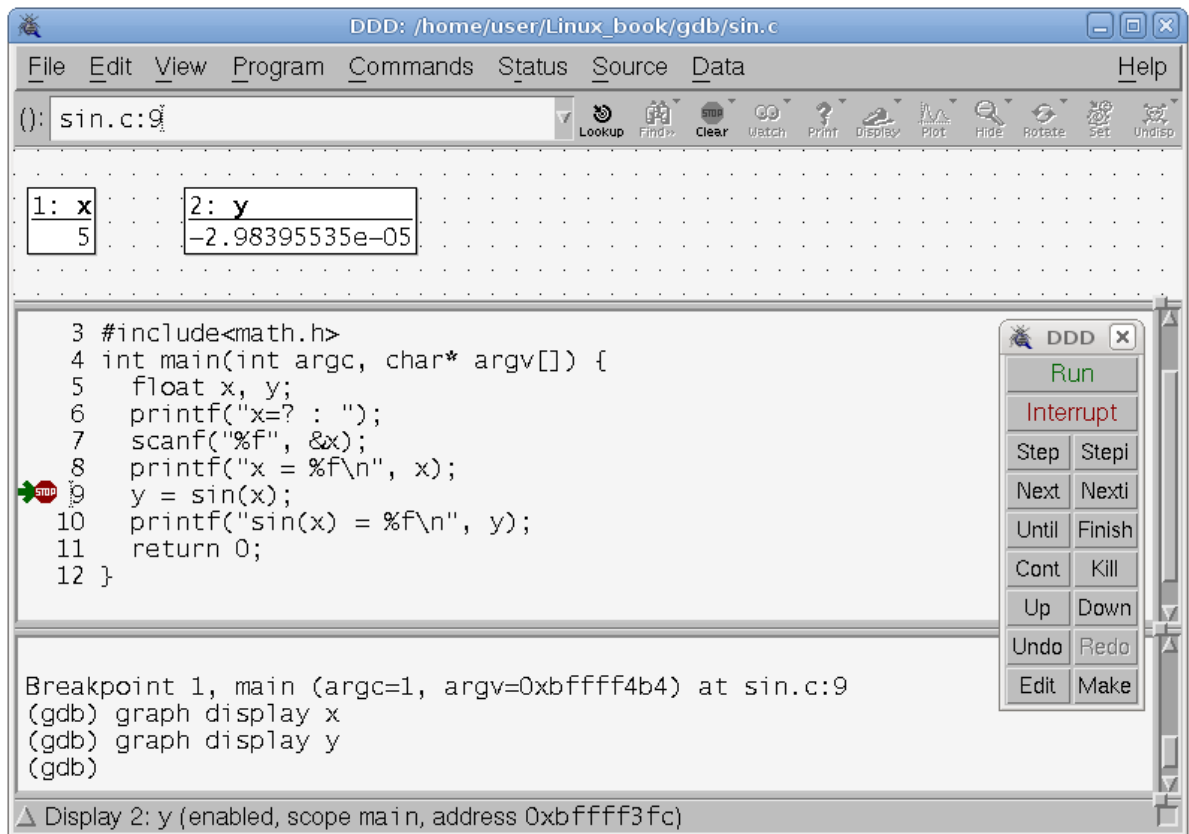 DDD: /home/user/Linux_book/gdb/sin.c
File Edit View Program Commands Status Source Data Help
(): sin.c:9
Lookup Find» Clear Watch Print Display Plot Hide Rotate Set Undisp
STOP
1: x
5
2: y
-2.98395535e-05
3 #include<math.h>
4 int main(int argc, char* argv[]) {
5 float x, y;
6 printf("x=? : ");
7 scanf("%f", &x);
8 printf("x = %f\n", x);
STOP 9 y = sin(x);
10 printf("sin(x) = %f\n", y);
11 return 0;
12 }
DDD
Run
Interrupt
Step Stepi
Next Nexti
Until Finish
Cont Kill
Up Down
Undo Redo
Edit Make
Breakpoint 1, main (argc=1, argv=0xbffff4b4) at sin.c:9
(gdb) graph display x
(gdb) graph display y
(gdb)
Display 2: y (enabled, scope main, address 0xbffff3fc)